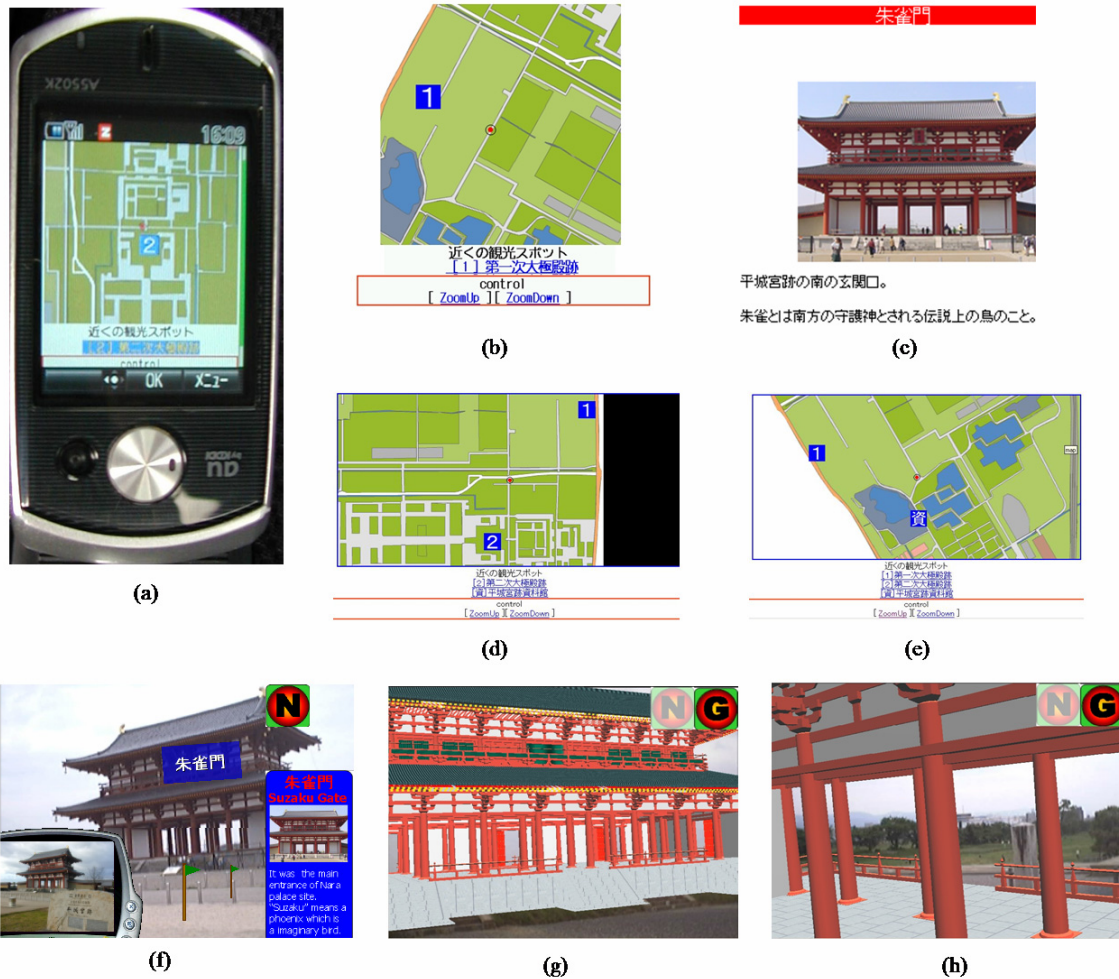 A5502K
16:09
2
近くの観光スポット
[2]第二次大極殿跡
control
OK
メニュー
au
by KDDI
(a)
1
近くの観光スポット
[1] 第一次大極殿跡
control
[ ZoomUp ][ ZoomDown ]
(b)
朱雀門
平城宮跡の南の玄関口。
朱雀とは南方の守護神とされる伝説上の鳥のこと。
(c)
1
2
近くの観光スポット
[2]第二次大極殿跡
[資]平城宮跡資料館
control
[ ZoomUp ][ ZoomDown ]
(d)
1
map
資
近くの観光スポット
[1]第一次大極殿跡
[2]第二次大極殿跡
[資]平城宮跡資料館
control
[ ZoomUp ][ ZoomDown ]
(e)
N
朱雀門
朱雀門
Suzaku Gate
It was the main
entrance of Nara
palace site.
"Suzaku" means a
phoenix which is
a imaginary bird.
(f)
N G
(g)
N G
(h)